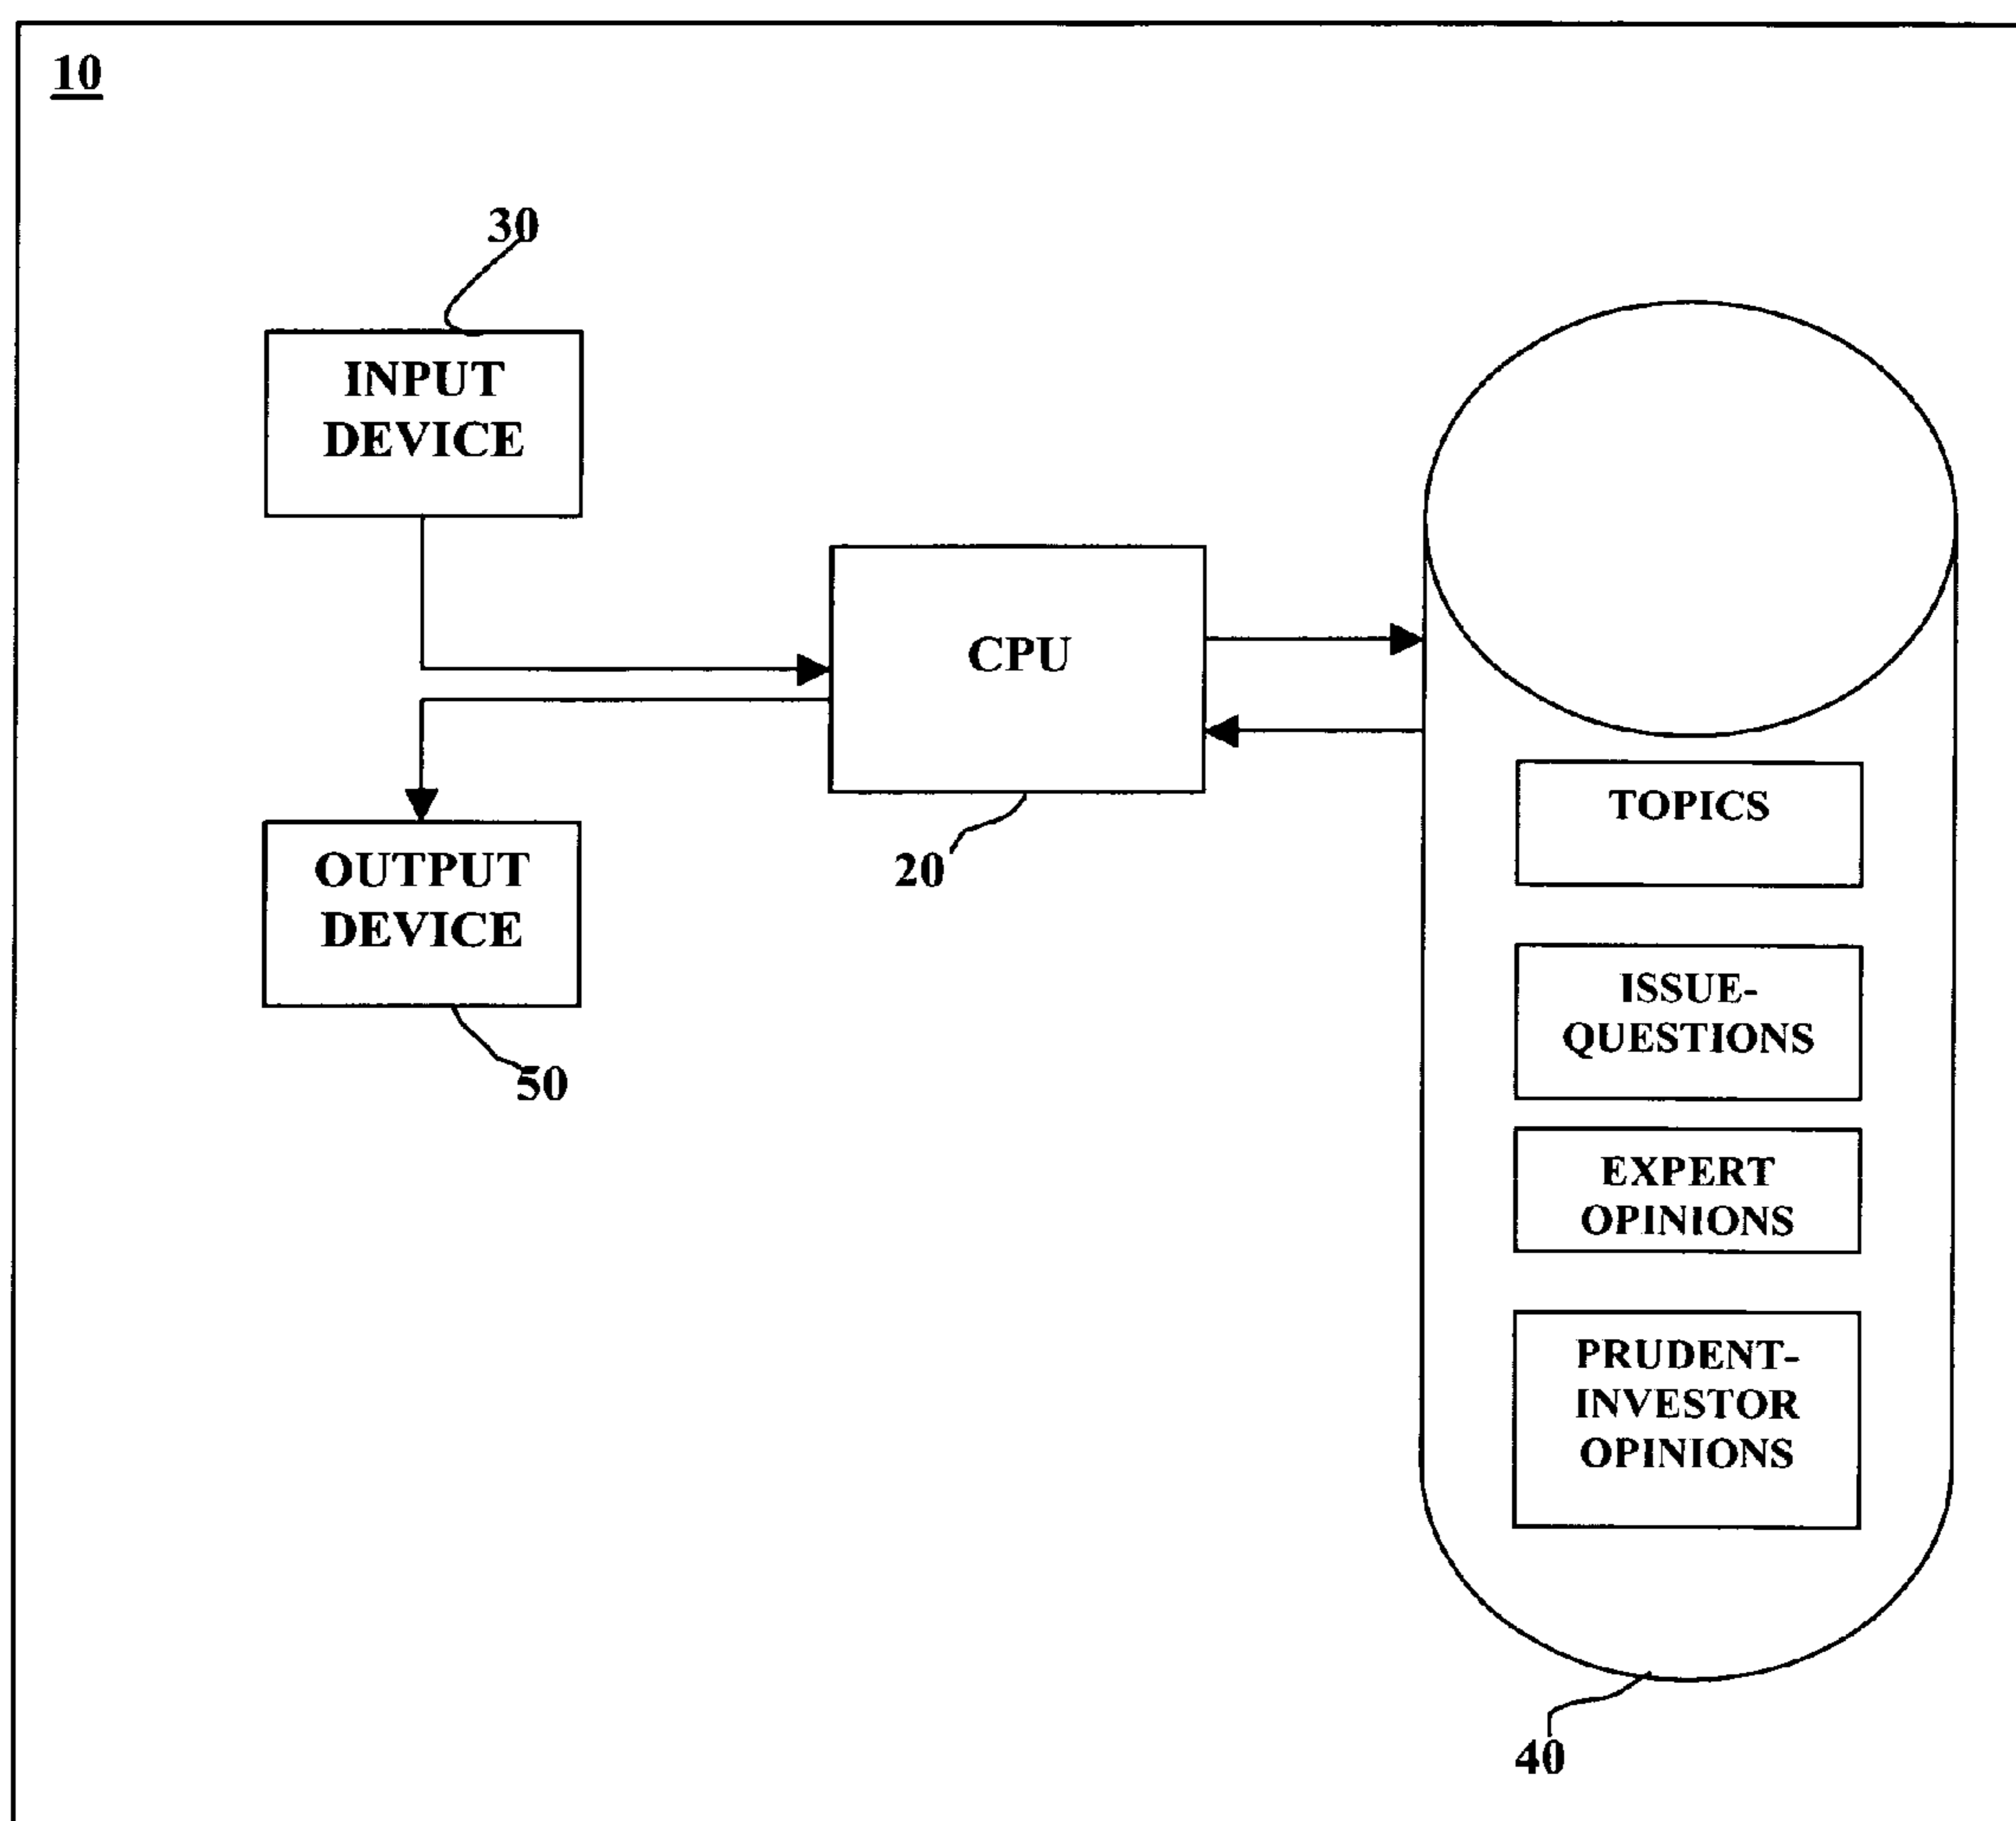 10
30
INPUT
DEVICE
CPU
20
OUTPUT
DEVICE
50
TOPICS
ISSUE-
QUESTIONS
EXPERT
OPINIONS
PRUDENT-
INVESTOR
OPINIONS
40